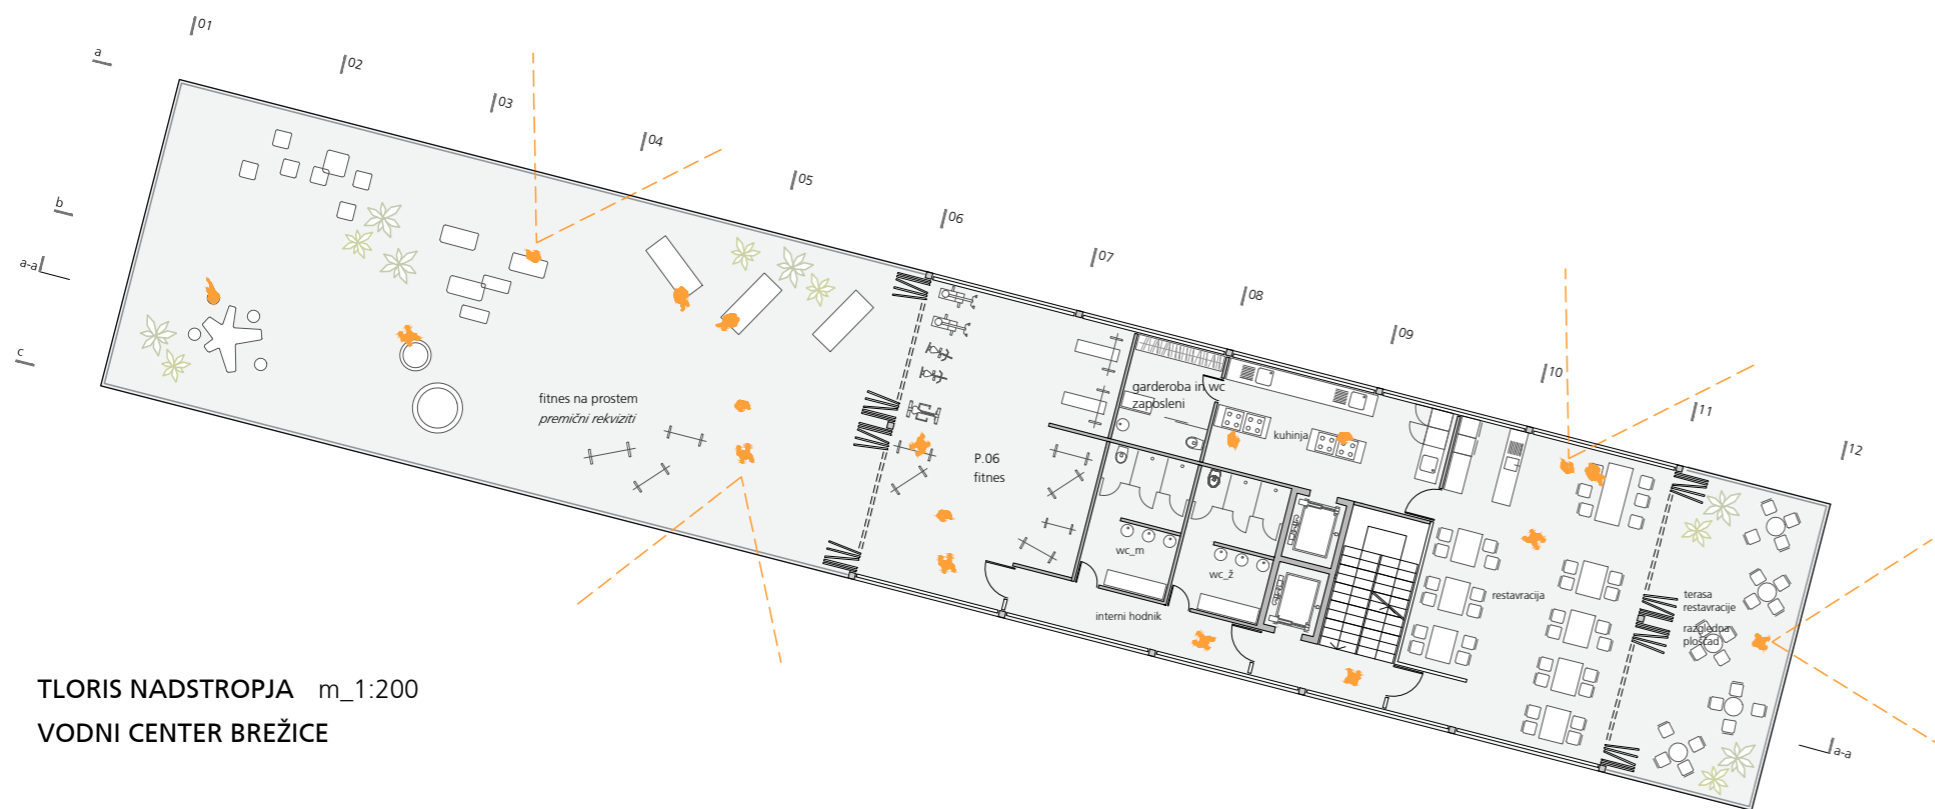 01
02
03
04
05
06
07
08
09
10
11
12
a
b
a-a
c
fitnes na prostem
premični rekviziti
P.06
fitnes
garderoba in wc
zaposleni
kuhinja
wc_m
wc_ž
interni hodnik
restavracija
terasa
restavracije
razgledna
ploščad
a-a
TLORIS NADSTROPJA m_1:200
VODNI CENTER BREŽICE